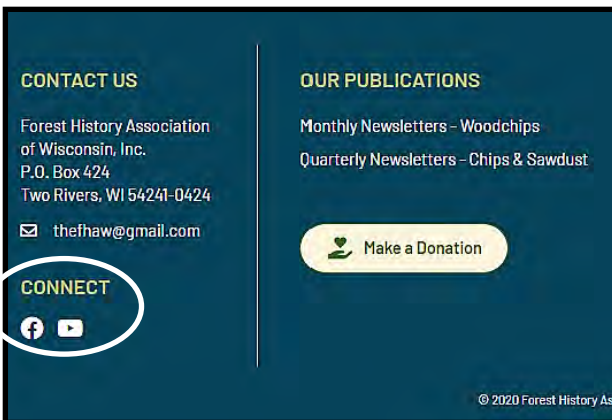 CONTACT US
Forest History Association
of Wisconsin, Inc.
P.O. Box 424
Two Rivers, WI 54241-0424
thefhaw@gmail.com
CONNECT
OUR PUBLICATIONS
Monthly Newsletters - Woodchips
Quarterly Newsletters - Chips & Sawdust
Make a Donation
© 2020 Forest History As